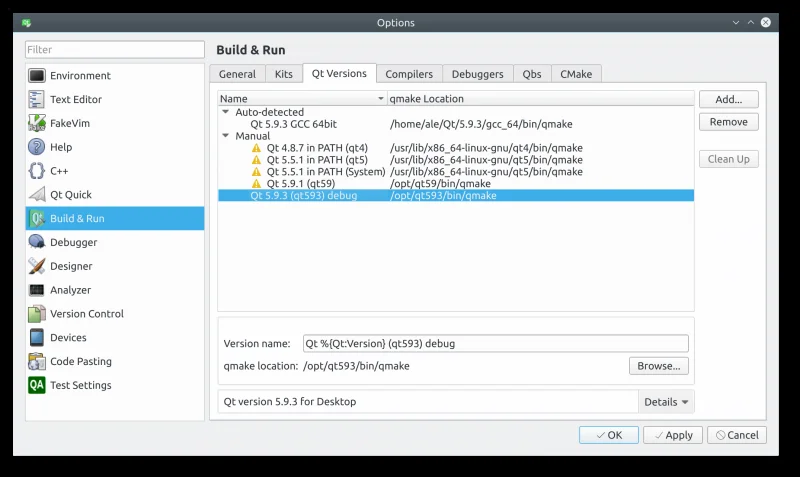 Options
Filter
Environment
Text Editor
FakeVim
Help
C++
Qt Quick
Build & Run
Debugger
Designer
Analyzer
Version Control
Devices
Code Pasting
QA Test Settings
Build & Run
General Kits Qt Versions Compilers Debuggers Qbs CMake
Name qmake Location
Auto-detected
Qt 5.9.3 GCC 64bit /home/ale/Qt/5.9.3/gcc_64/bin/qmake
Manual
Qt 4.8.7 in PATH (qt4) /usr/lib/x86_64-linux-gnu/qt4/bin/qmake
Qt 5.5.1 in PATH (qt5) /usr/lib/x86_64-linux-gnu/qt5/bin/qmake
Qt 5.5.1 in PATH (System) /usr/lib/x86_64-linux-gnu/qt5/bin/qmake
Qt 5.9.1 (qt59) /opt/qt59/bin/qmake
Qt 5.9.3 (qt593) debug /opt/qt593/bin/qmake
Add...
Remove
Clean Up
Version name: Qt %{Qt:Version} (qt593) debug
qmake location: /opt/qt593/bin/qmake Browse...
Qt version 5.9.3 for Desktop Details
OK Apply Cancel